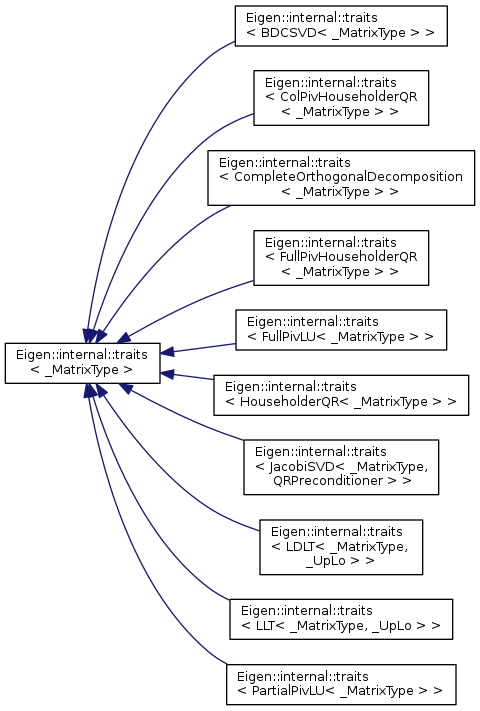 Eigen::internal::traits
< BDCSVD< _MatrixType > >
Eigen::internal::traits
< ColPivHouseholderQR
< _MatrixType > >
Eigen::internal::traits
< CompleteOrthogonalDecomposition
< _MatrixType > >
Eigen::internal::traits
< FullPivHouseholderQR
< _MatrixType > >
Eigen::internal::traits
< FullPivLU< _MatrixType > >
Eigen::internal::traits
< _MatrixType >
Eigen::internal::traits
< HouseholderQR< _MatrixType > >
Eigen::internal::traits
< JacobiSVD< _MatrixType,
QRPreconditioner > >
Eigen::internal::traits
< LDLT< _MatrixType,
_UpLo > >
Eigen::internal::traits
< LLT< _MatrixType, _UpLo > >
Eigen::internal::traits
< PartialPivLU< _MatrixType > >